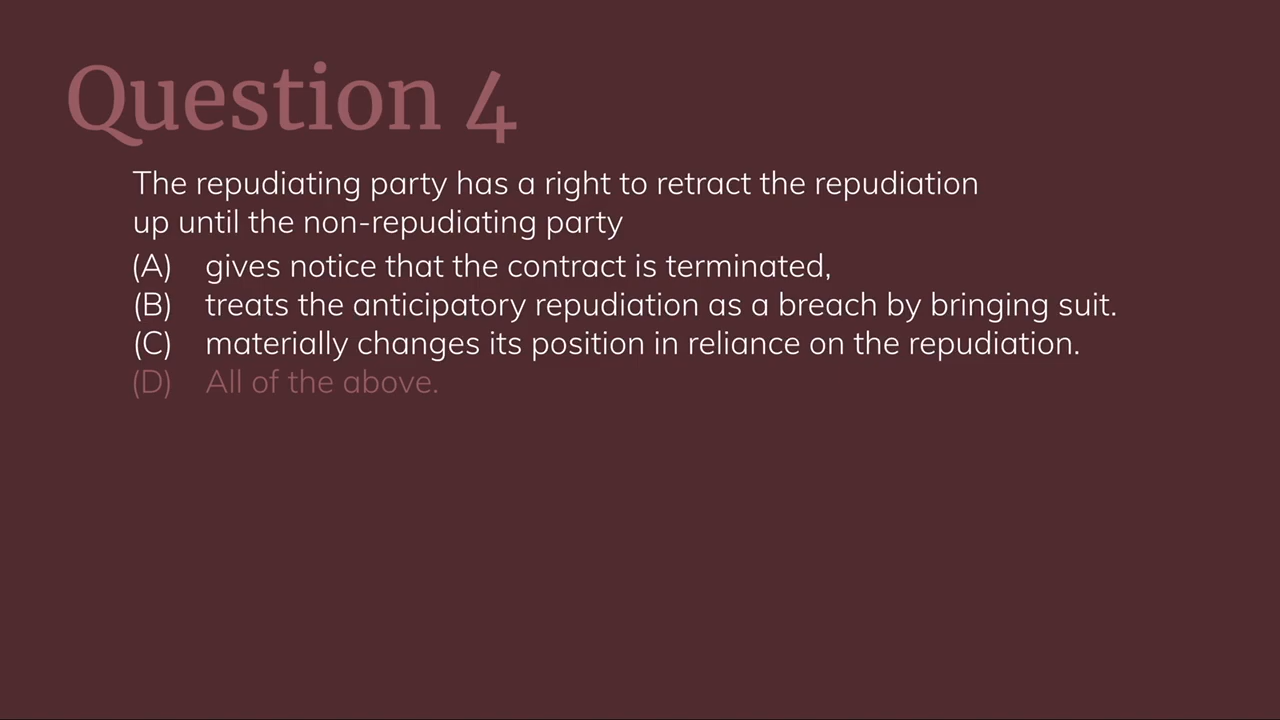 Question 4
The repudiating party has a right to retract the repudiation
up until the non-repudiating party
(A) gives notice that the contract is terminated,
(B) treats the anticipatory repudiation as a breach by bringing suit.
(C) materially changes its position in reliance on the repudiation.
(D) All of the above.